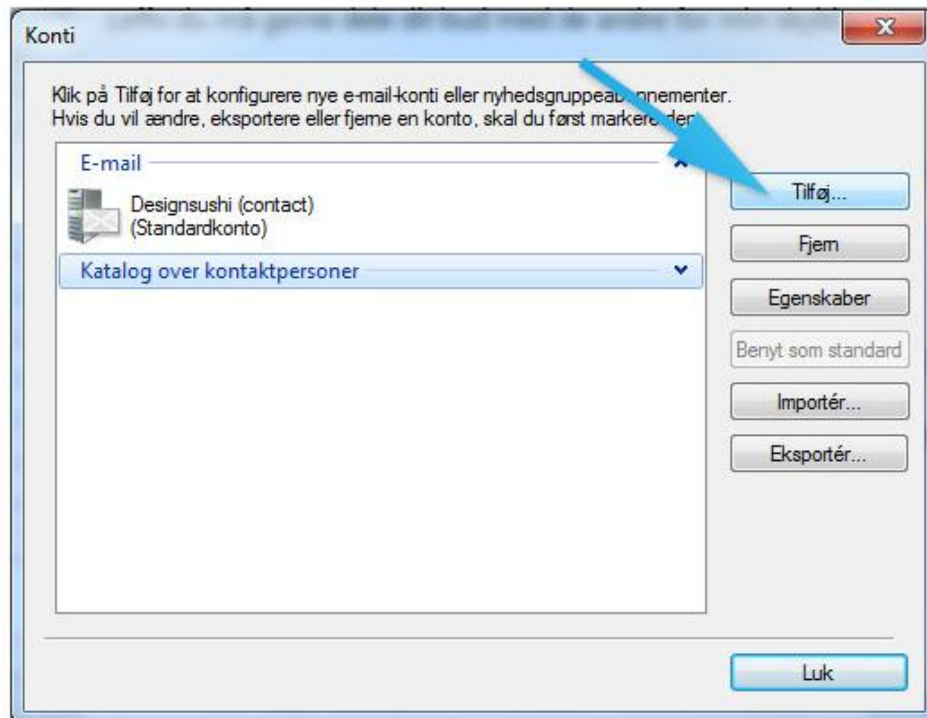 Konti
Klik på Tilføj for at konfigurere nye e-mail-konti eller nyhedsgruppeabonnementer.
Hvis du vil ændre, eksportere eller fjerne en konto, skal du først markere den.
E-mail
Designsushi (contact)
(Standardkonto)
Katalog over kontaktpersoner
Tilføj...
Fjern
Egenskaber
Benyt som standard
Importér...
Eksportér...
Luk